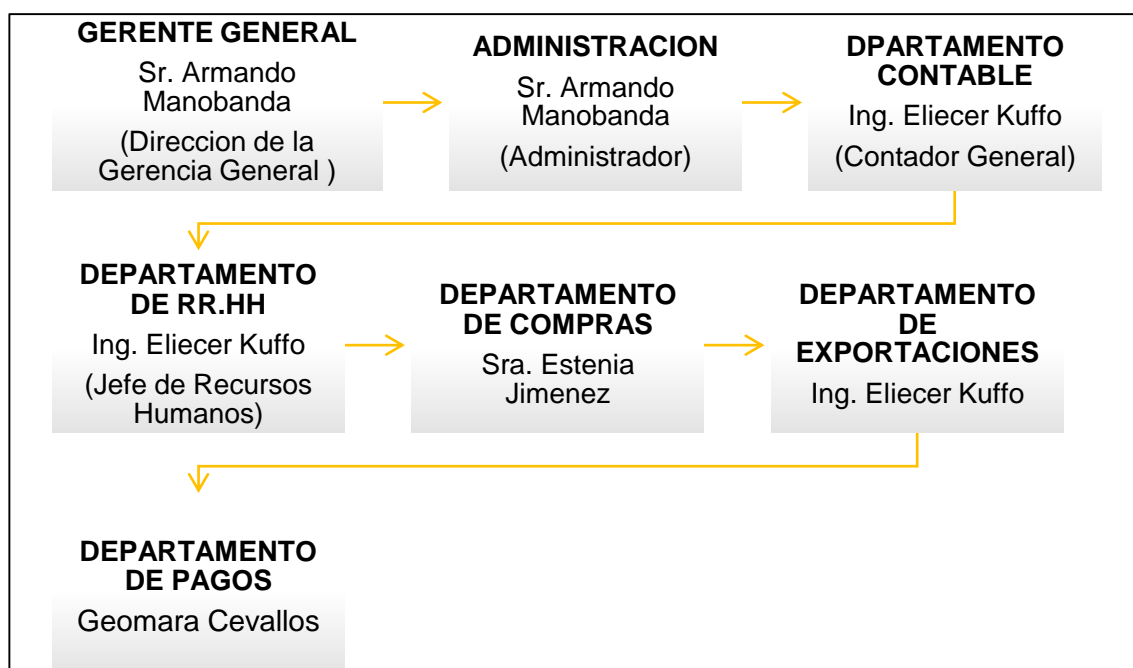 GERENTE GENERAL
Sr. Armando
Manobanda
(Direccion de la
Gerencia General )
ADMINISTRACION
Sr. Armando
Manobanda
(Administrador)
DPARTAMENTO
CONTABLE
Ing. Eliecer Kuffo
(Contador General)
DEPARTAMENTO
DE RR.HH
Ing. Eliecer Kuffo
(Jefe de Recursos
Humanos)
DEPARTAMENTO
DE COMPRAS
Sra. Estenia
Jimenez
DEPARTAMENTO
DE
EXPORTACIONES
Ing. Eliecer Kuffo
DEPARTAMENTO
DE PAGOS
Geomara Cevallos